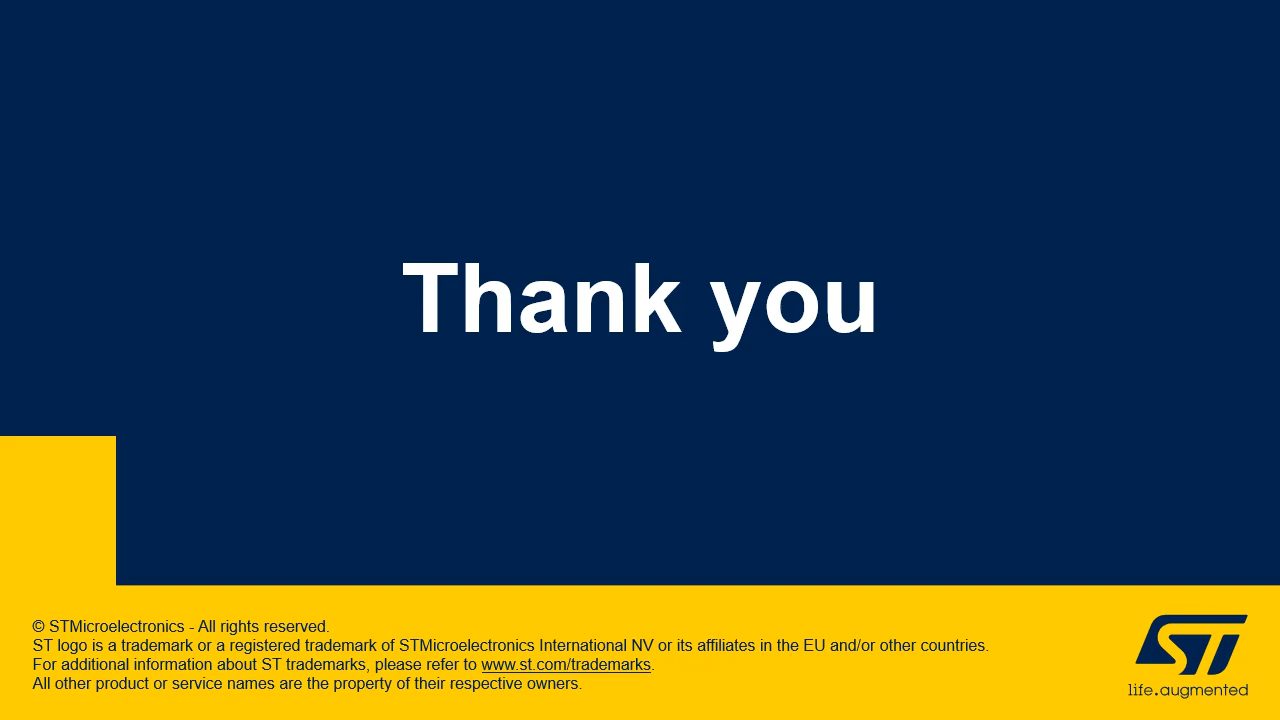 Thank you
© STMicroelectronics - All rights reserved.
ST logo is a trademark or a registered trademark of STMicroelectronics International NV or its affiliates in the EU and/or other countries.
For additional information about ST trademarks, please refer to www.st.com/trademarks.
All other product or service names are the property of their respective owners.
ST
life.augmented